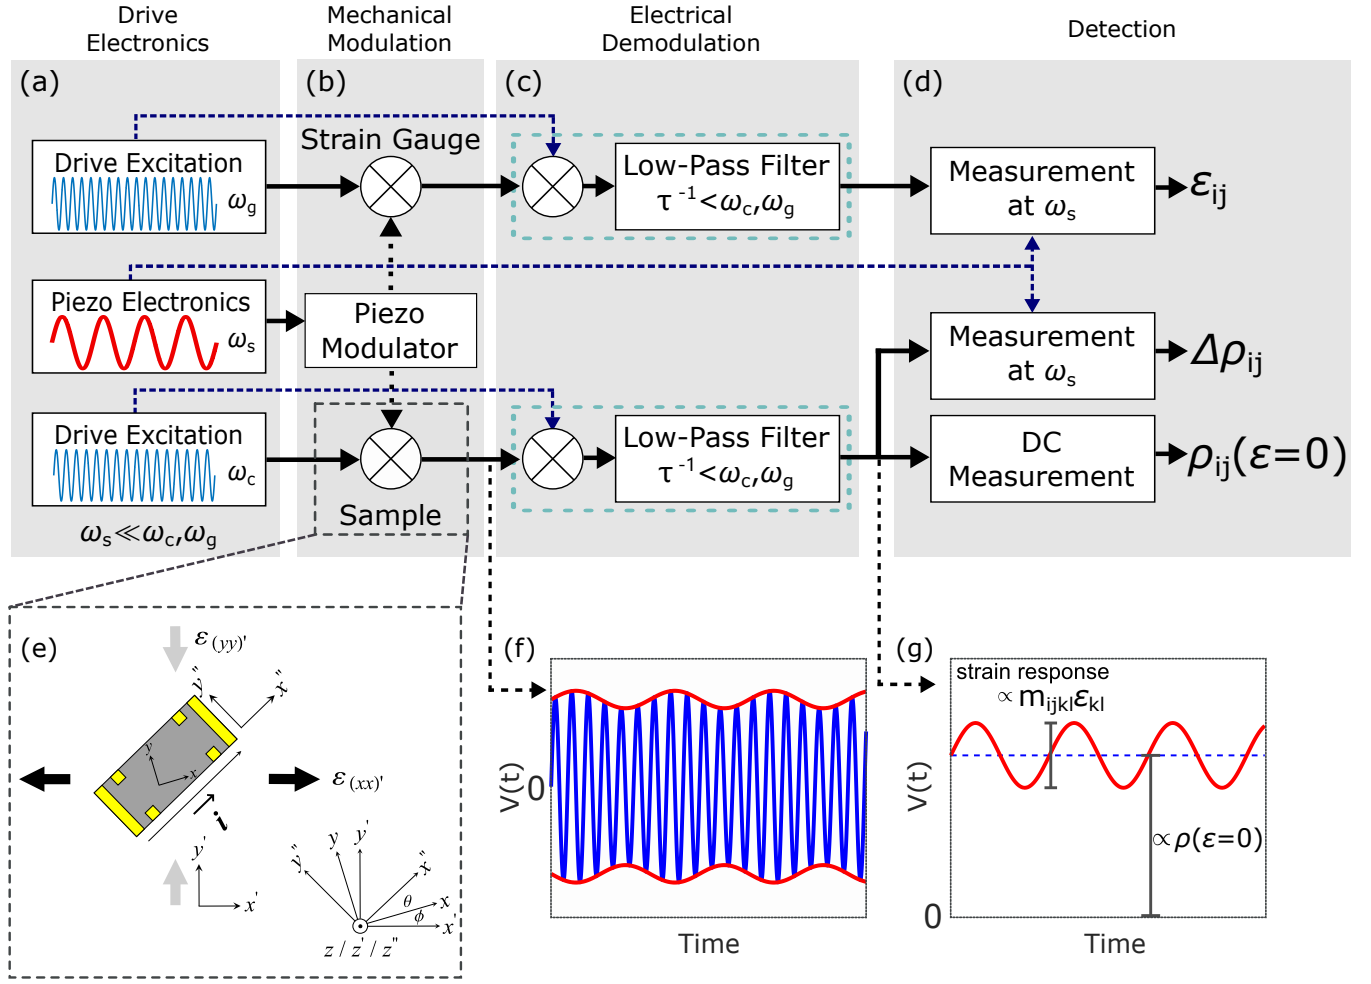 Drive
Electronics
Mechanical
Modulation
Electrical
Demodulation
Detection
(a)
(b)
(c)
(d)
Drive Excitation
ωg
Strain Gauge
Low-Pass Filter
τ⁻¹<ωc,ωg
Measurement
at ωs
εij
Piezo Electronics
ωs
Piezo
Modulator
Measurement
at ωs
Δρij
Drive Excitation
ωc
Sample
Low-Pass Filter
τ⁻¹<ωc,ωg
DC
Measurement
ρij(ε=0)
ωs≪ωc,ωg
(e)
ε(yy)'
y''
x''
y
x
ε(xx)'
i
y'
x'
y''
y
y'
x''
x
x'
θ
ϕ
z / z' / z''
(f)
V(t)
0
Time
(g)
strain response
∝mijklεkl
V(t)
∝ρ(ε=0)
0
Time